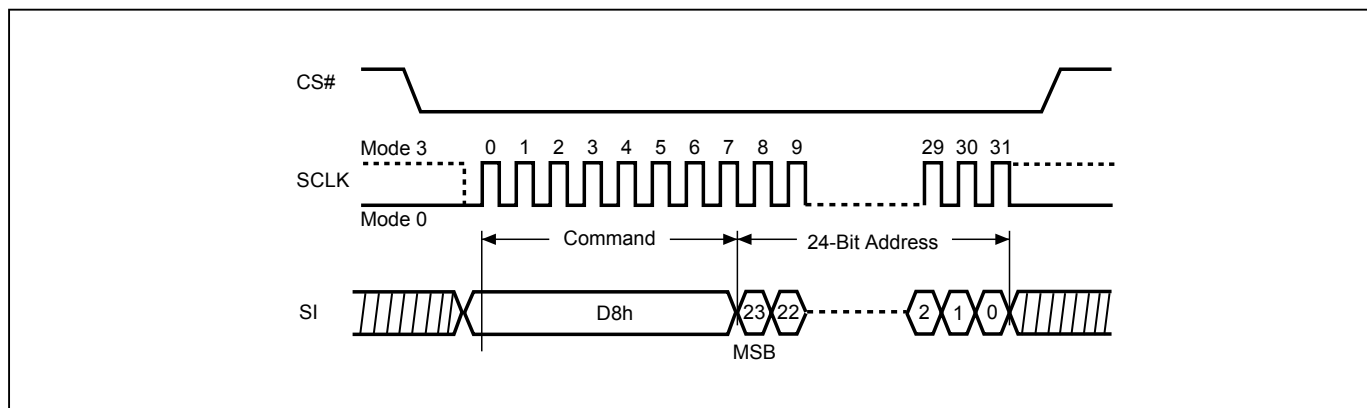 CS#
Mode 3 0 1 2 3 4 5 6 7 8 9 29 30 31
SCLK
Mode 0
Command 24-Bit Address
SI D8h 23 22 2 1 0
MSB